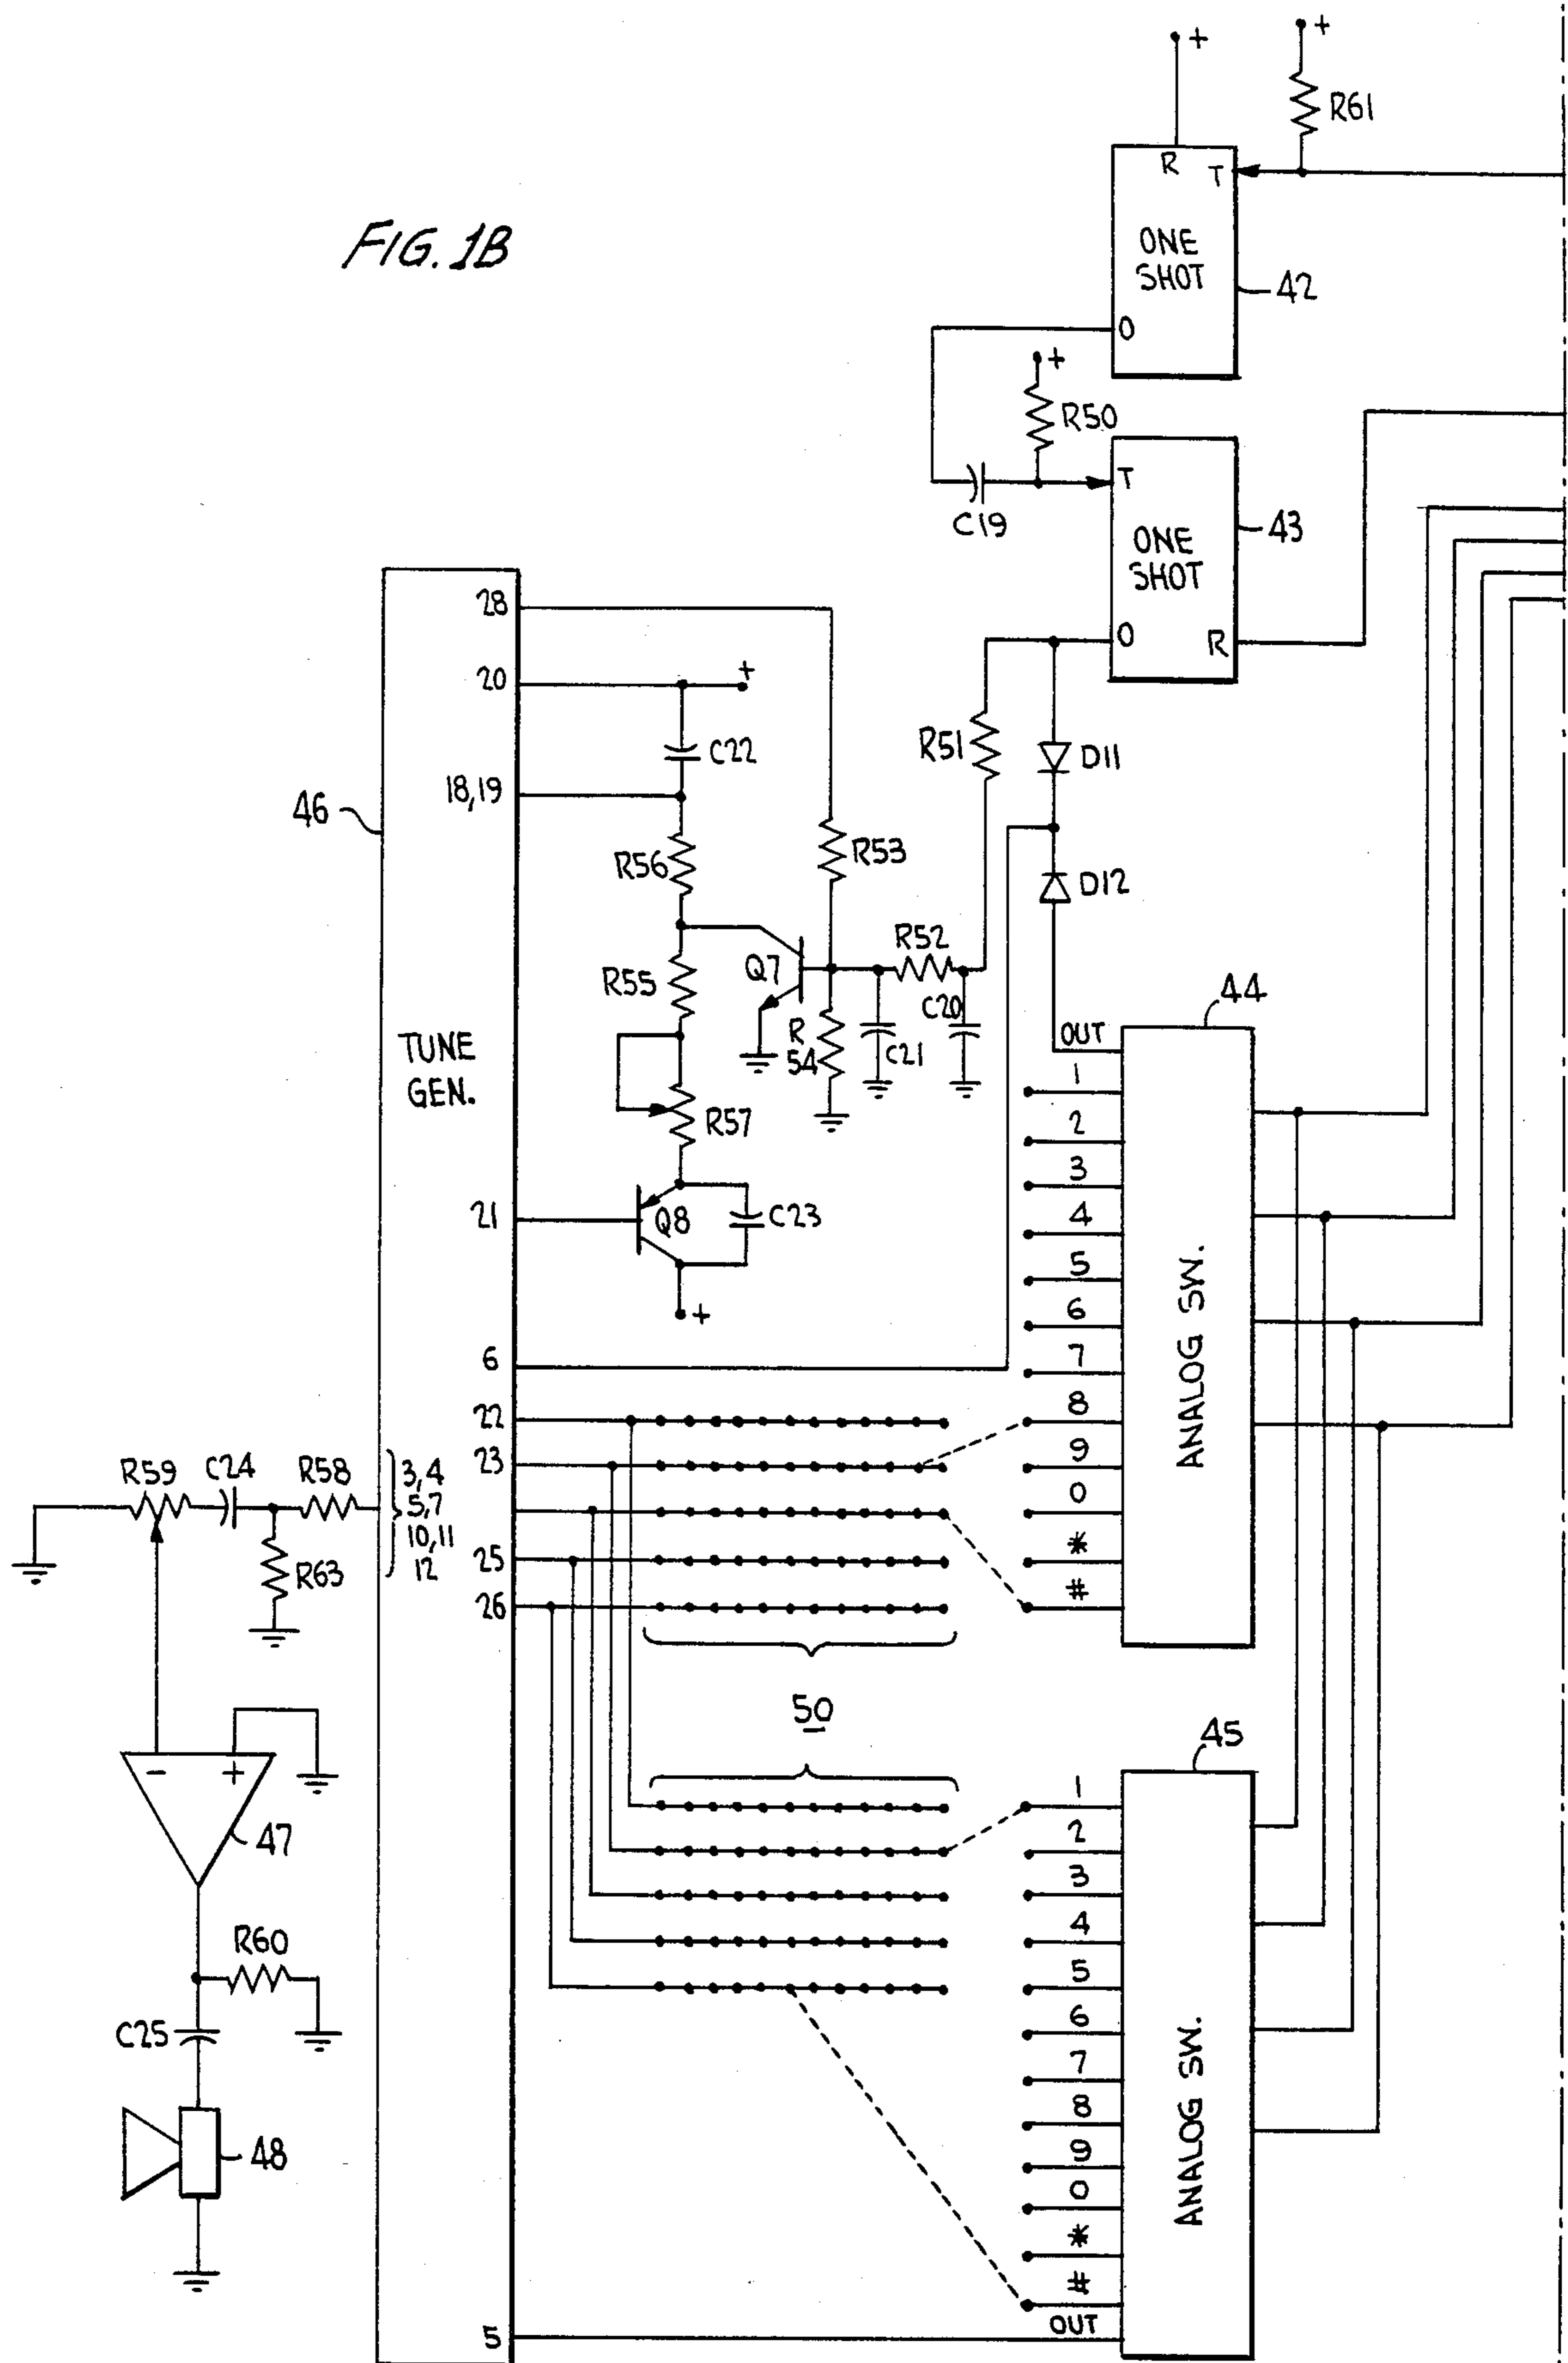 FIG. 1B
+
+
R61
R
T
ONE
SHOT
42
O
+
R50
C19
T
ONE
SHOT
43
O
R
46
TUNE
GEN.
28
20
+
C22
18,19
R56
R53
R51
D11
D12
R55
Q7
R52
C20
R
54
C21
R57
21
Q8
C23
+
6
22
23
25
26
R59
C24
R58
3,4
5,7
10,11
12
R63
44
OUT
1
2
3
4
5
6
7
8
9
0
*
#
ANALOG SW.
50
-
+
47
R60
C25
48
45
1
2
3
4
5
6
7
8
9
0
*
#
OUT
ANALOG SW.
5